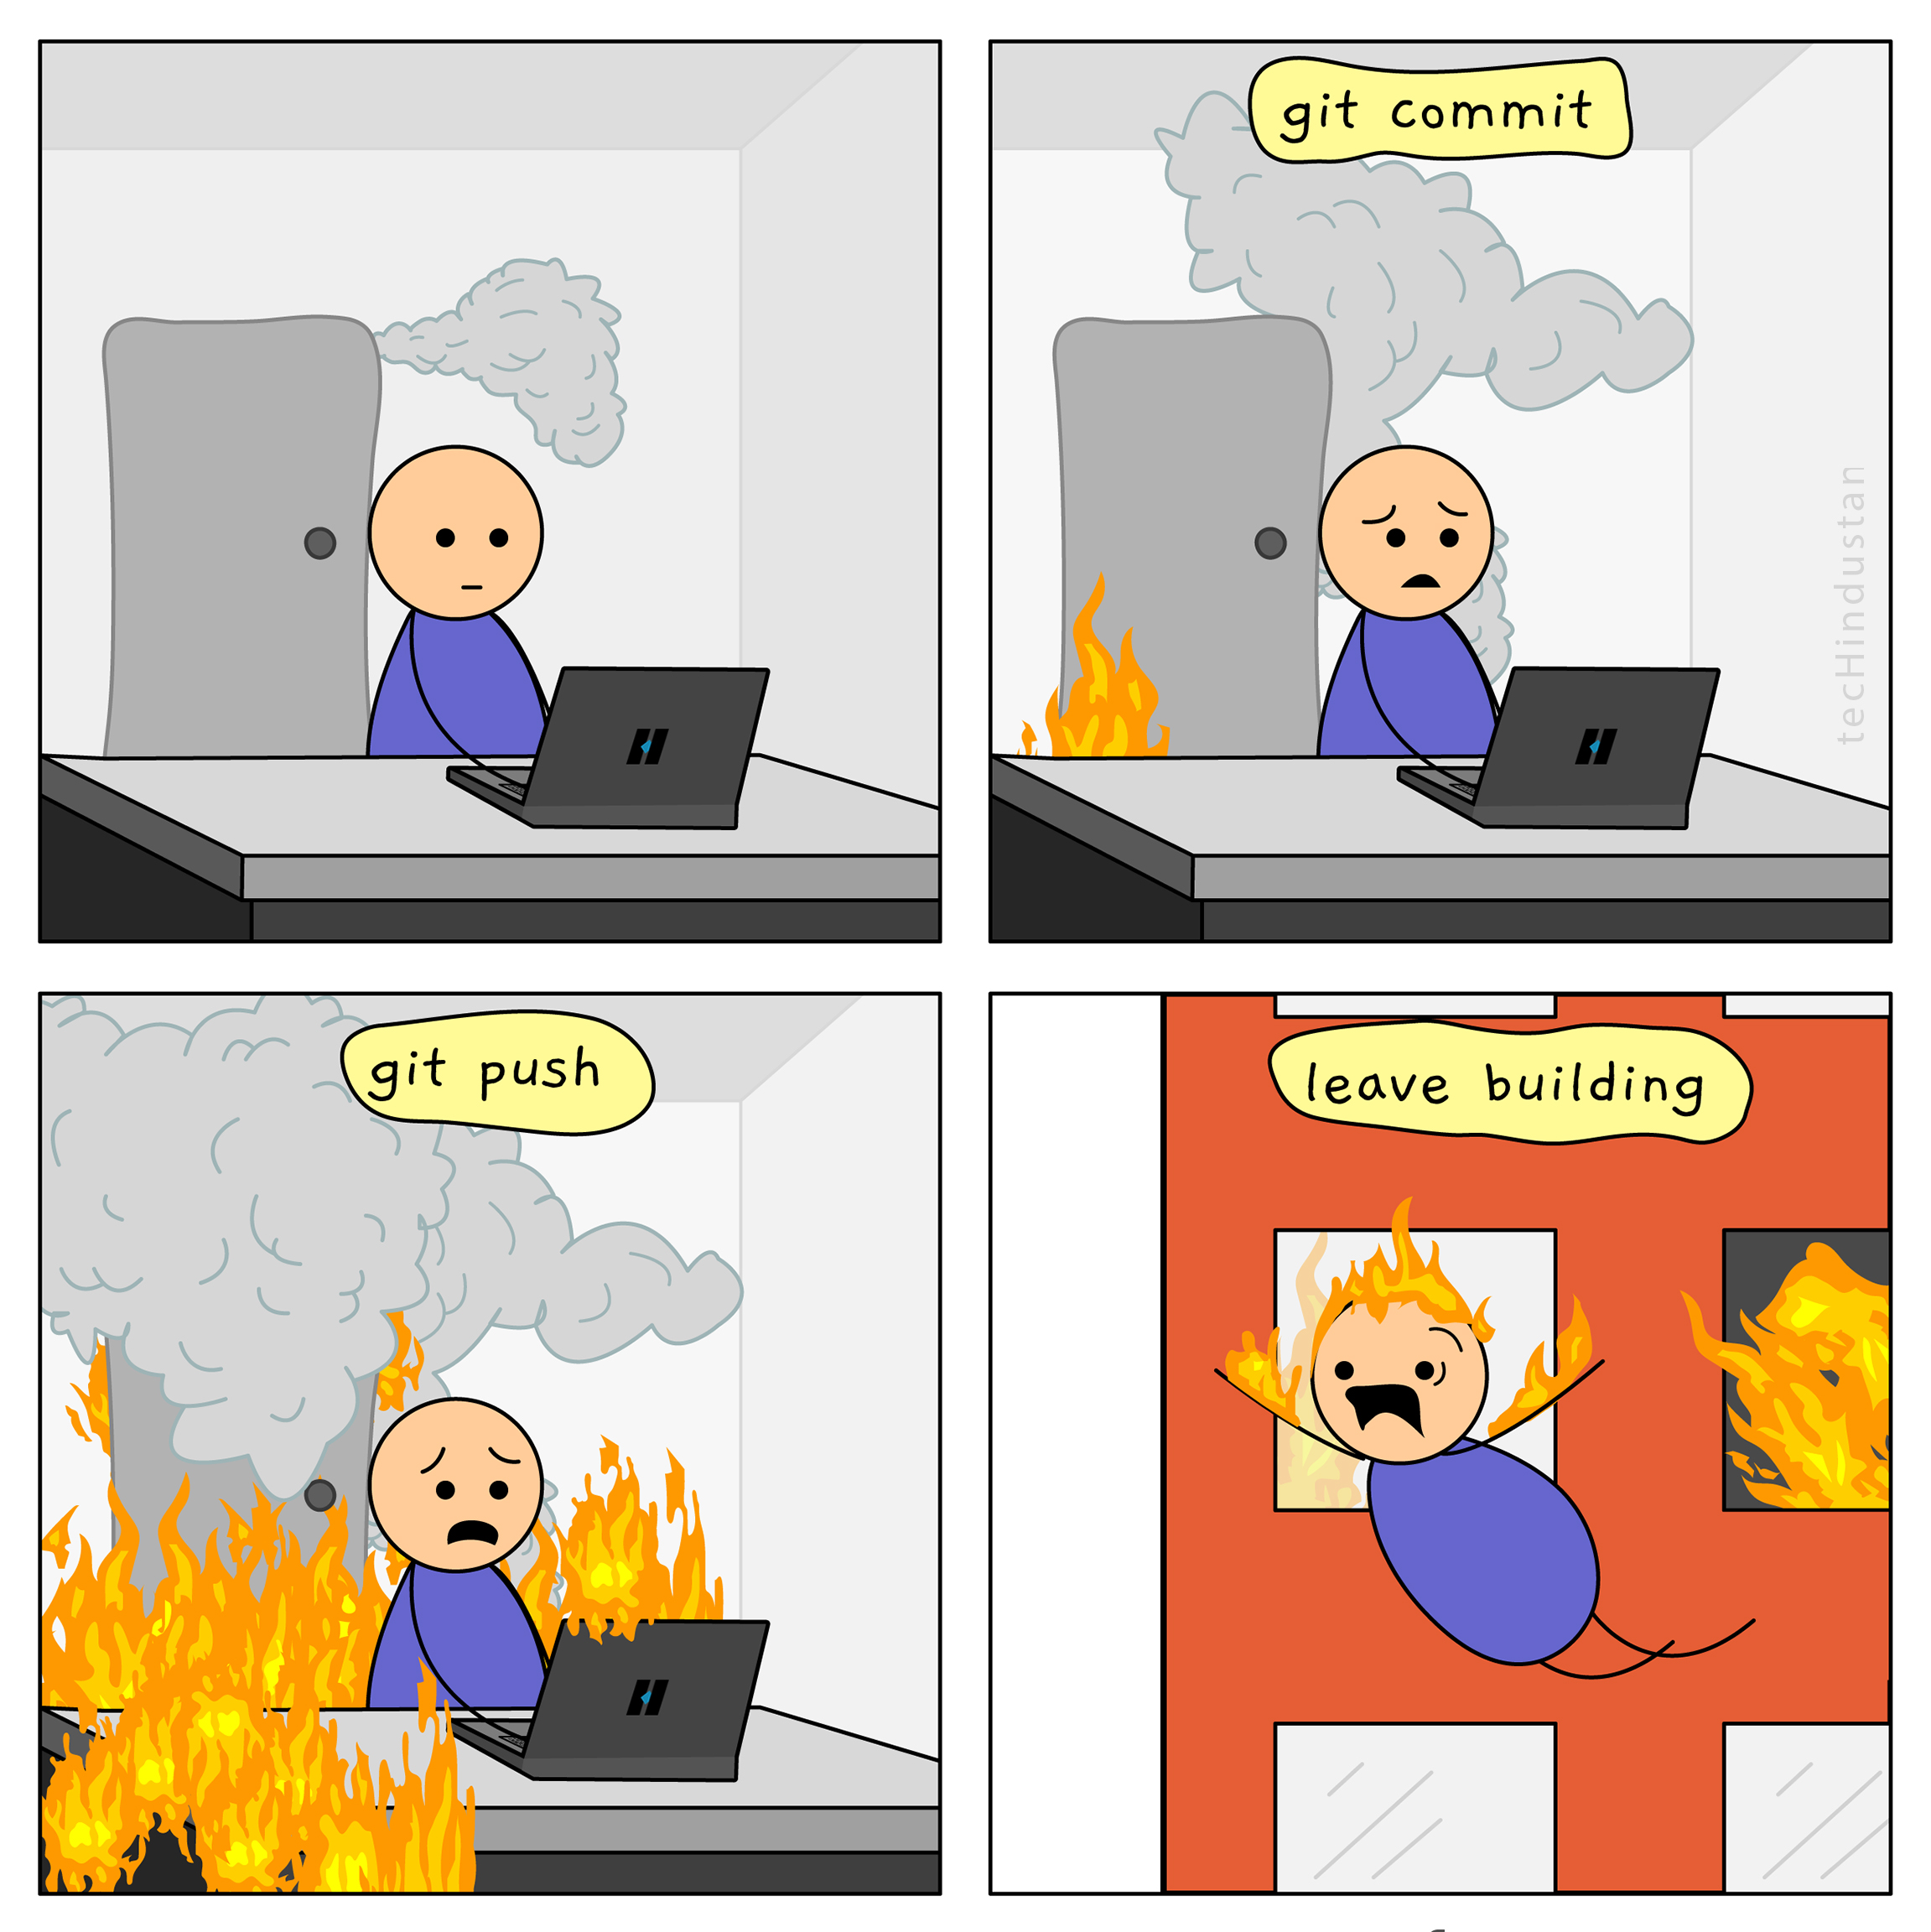 git commit
tecHindustan
git push
leave building